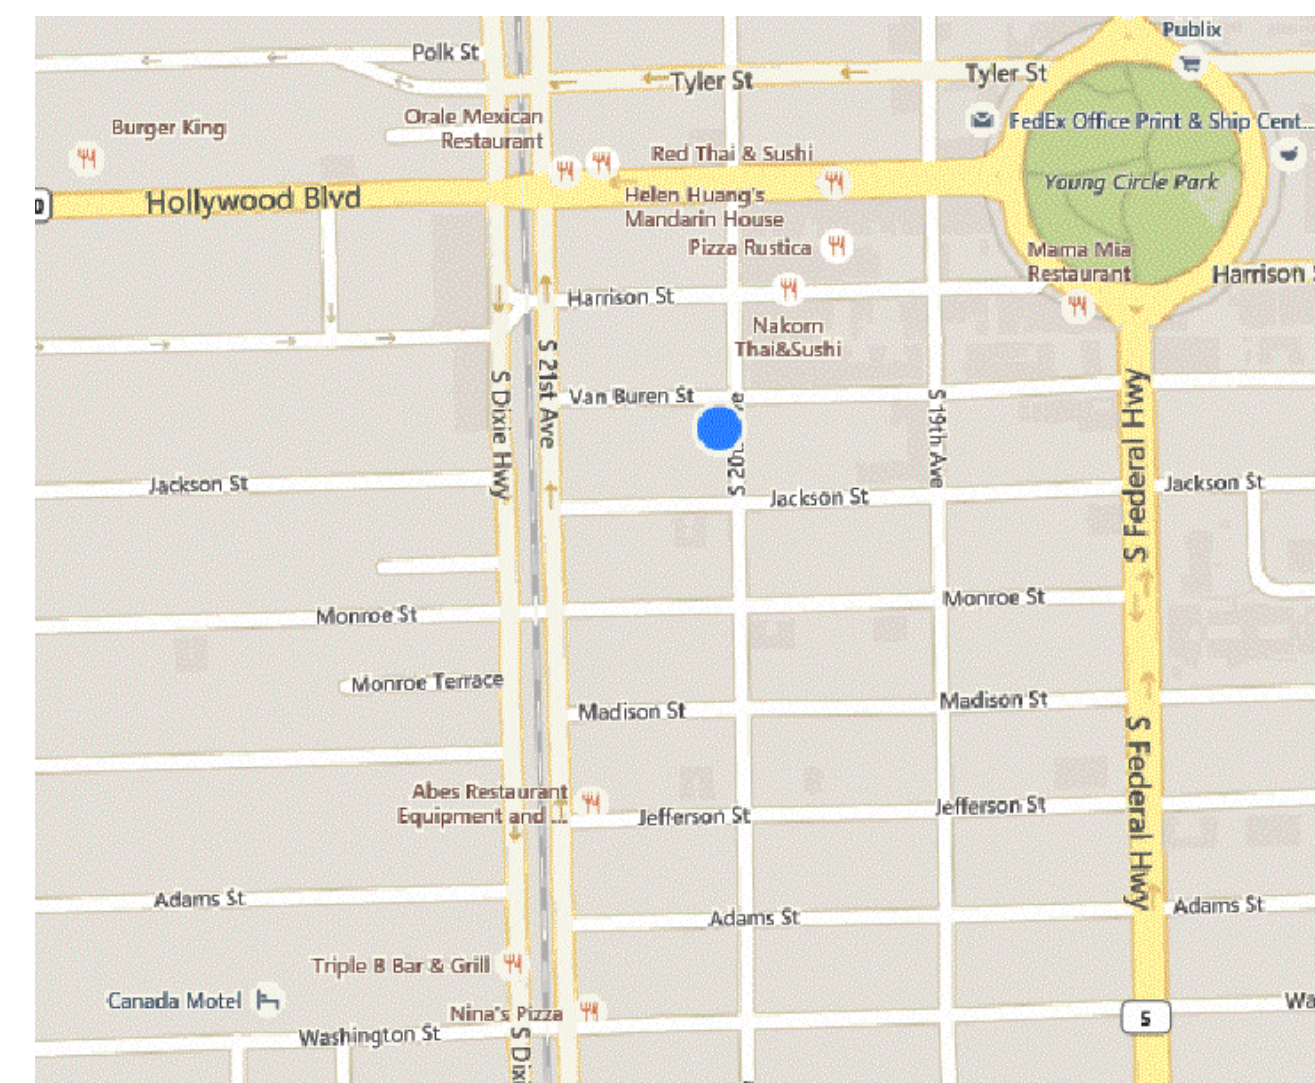 Publix
Polk St
Tyler St
Tyler St
Orale Mexican
Restaurant
Burger King
FedEx Office Print & Ship Cent...
Red Thai & Sushi
Young Circle Park
Hollywood Blvd
Helen Huang's
Mandarin House
Pizza Rustica
Mama Mia
Restaurant
Harrison
Harrison St
Nakorn
Thai&Sushi
S 21st Ave
S Dixie Hwy
Van Buren St
S 19th Ave
S Federal Hwy
Jackson St
Jackson St
Jackson St
Monroe St
Monroe St
Monroe Terrace
Madison St
Madison St
S Federal Hwy
Abes Restaurant
Equipment and ...
Jefferson St
Jefferson St
Adams St
Adams St
Adams St
Triple B Bar & Grill
Canada Motel
Nina's Pizza
5
Washington St